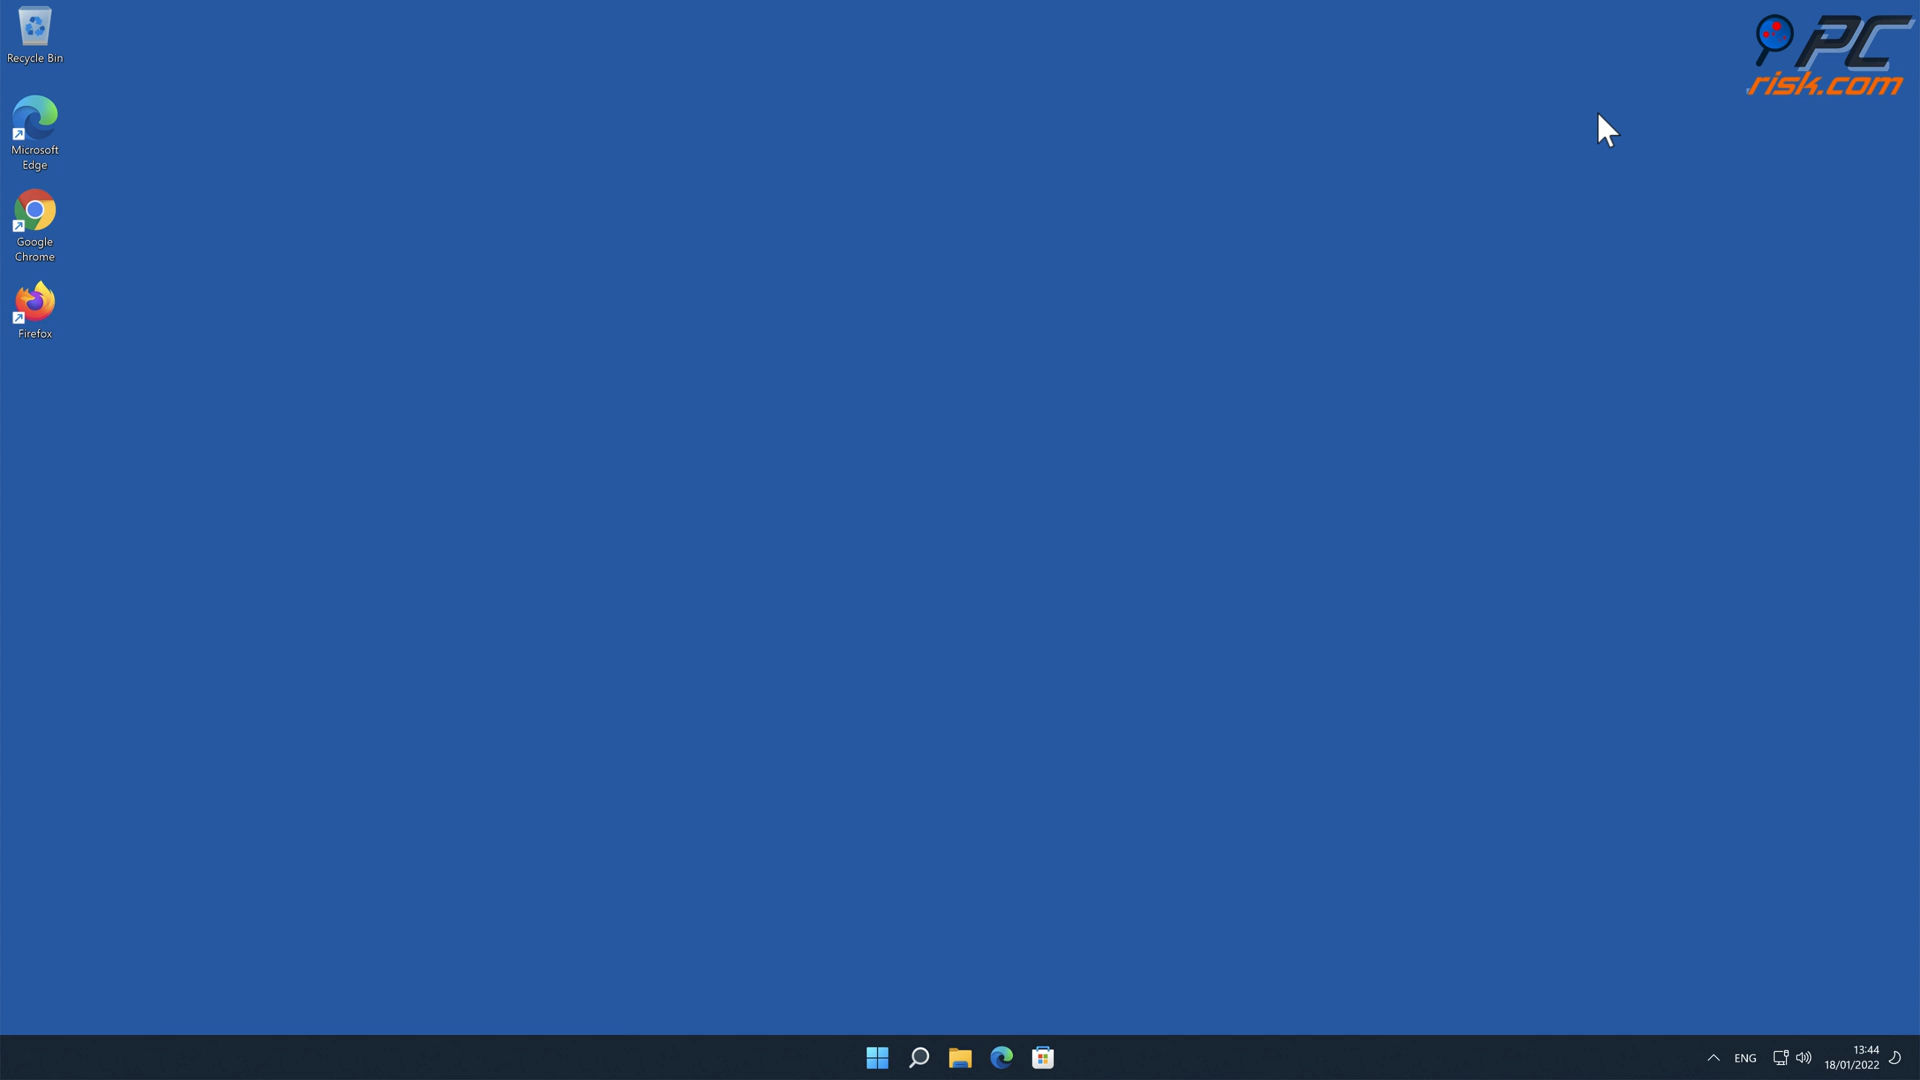 Recycle Bin
PC
risk.com
Microsoft
Edge
Google
Chrome
Firefox
ENG
13:44
18/01/2022